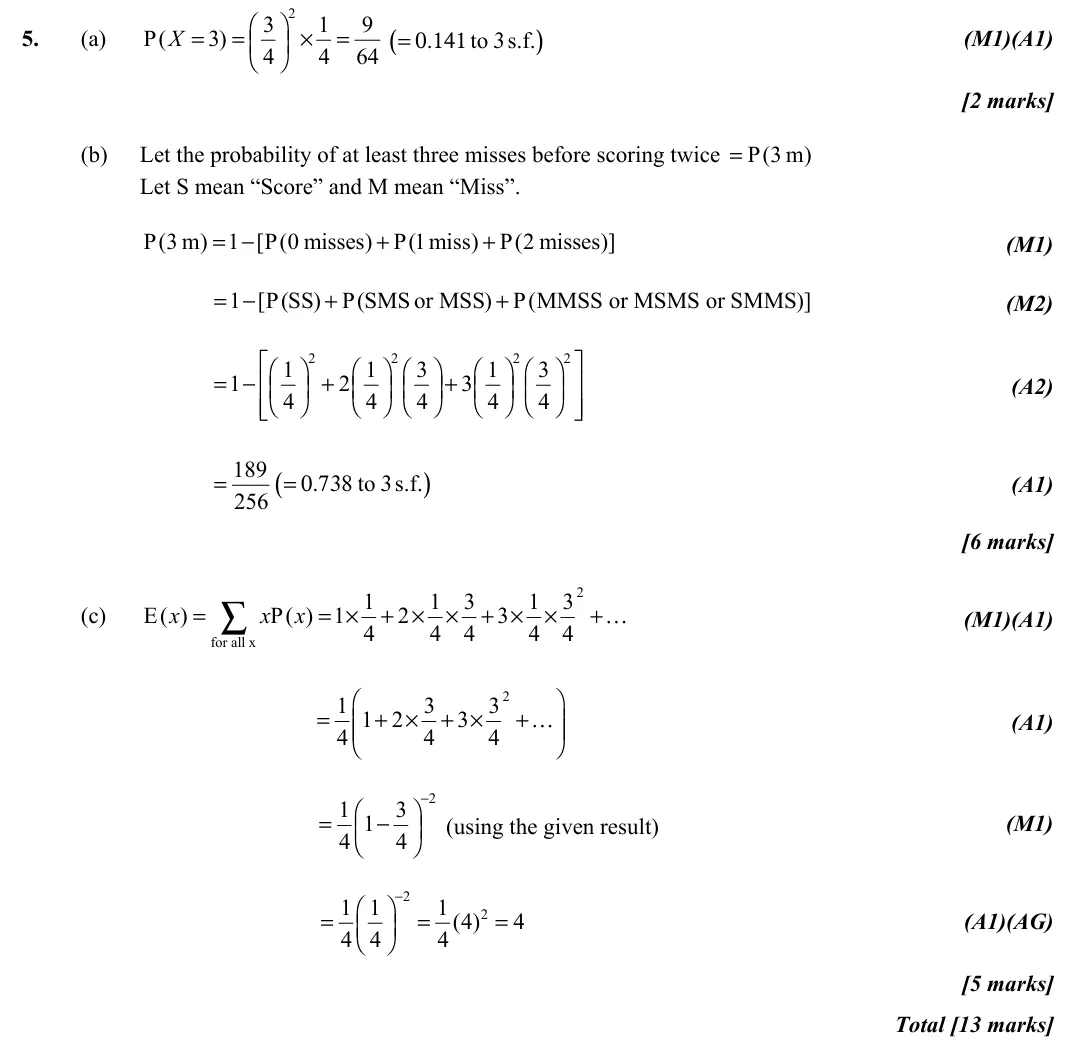 5. (a) P(X = 3) = (3/4)² × 1/4 = 9/64 (= 0.141 to 3 s.f.) (M1)(A1)
[2 marks]
(b) Let the probability of at least three misses before scoring twice = P(3 m)
Let S mean “Score” and M mean “Miss”.
P(3 m) = 1 − [P(0 misses) + P(1 miss) + P(2 misses)] (M1)
= 1 − [P(SS) + P(SMS or MSS) + P(MMSS or MSMS or SMMS)] (M2)
= 1 − [(1/4)² + 2(1/4)²(3/4) + 3(1/4)²(3/4)²] (A2)
= 189/256 (= 0.738 to 3 s.f.) (A1)
[6 marks]
(c) E(x) = ∑ for all x xP(x) = 1 × 1/4 + 2 × 1/4 × 3/4 + 3 × 1/4 × 3/4² + … (M1)(A1)
= 1/4(1 + 2 × 3/4 + 3 × 3/4² + …) (A1)
= 1/4(1 − 3/4)⁻² (using the given result) (M1)
= 1/4(1/4)⁻² = 1/4(4)² = 4 (A1)(AG)
[5 marks]
Total [13 marks]